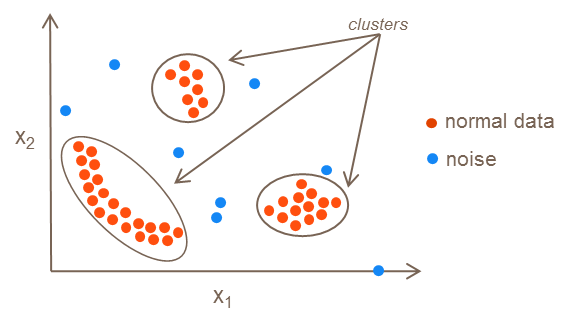 clusters
normal data
noise
x₂
x₁